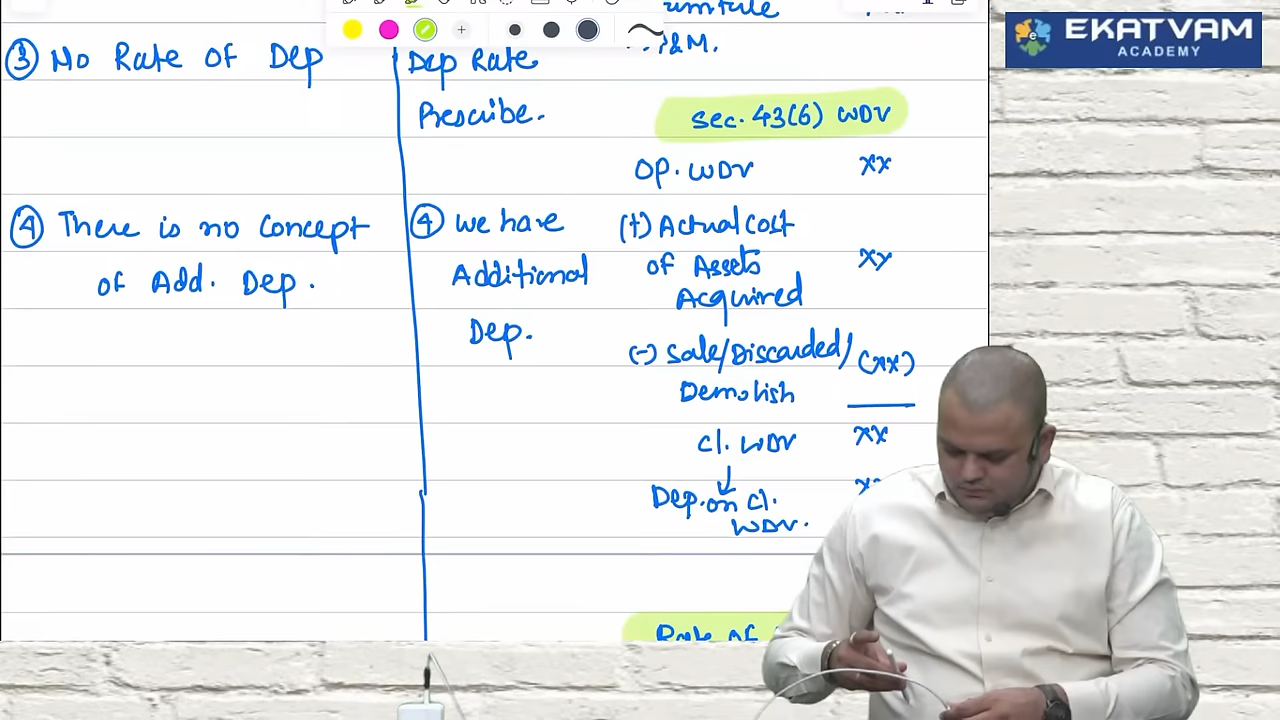 ③ No Rate of Dep
④ There is no Concept
of Add. Dep.
Dep Rate
Prescibe.
④ we have
Additional
Dep.
P&M.
Sec. 43(6) WDV
OP. WDV xx
(+) Actual Cost
of Assets xx
Acquired
(-) Sale/Discarded/ (xx)
Demolish
Cl. WDV xx
Dep. on Cl.
WDV.
Rate of
EKATVAM
ACADEMY